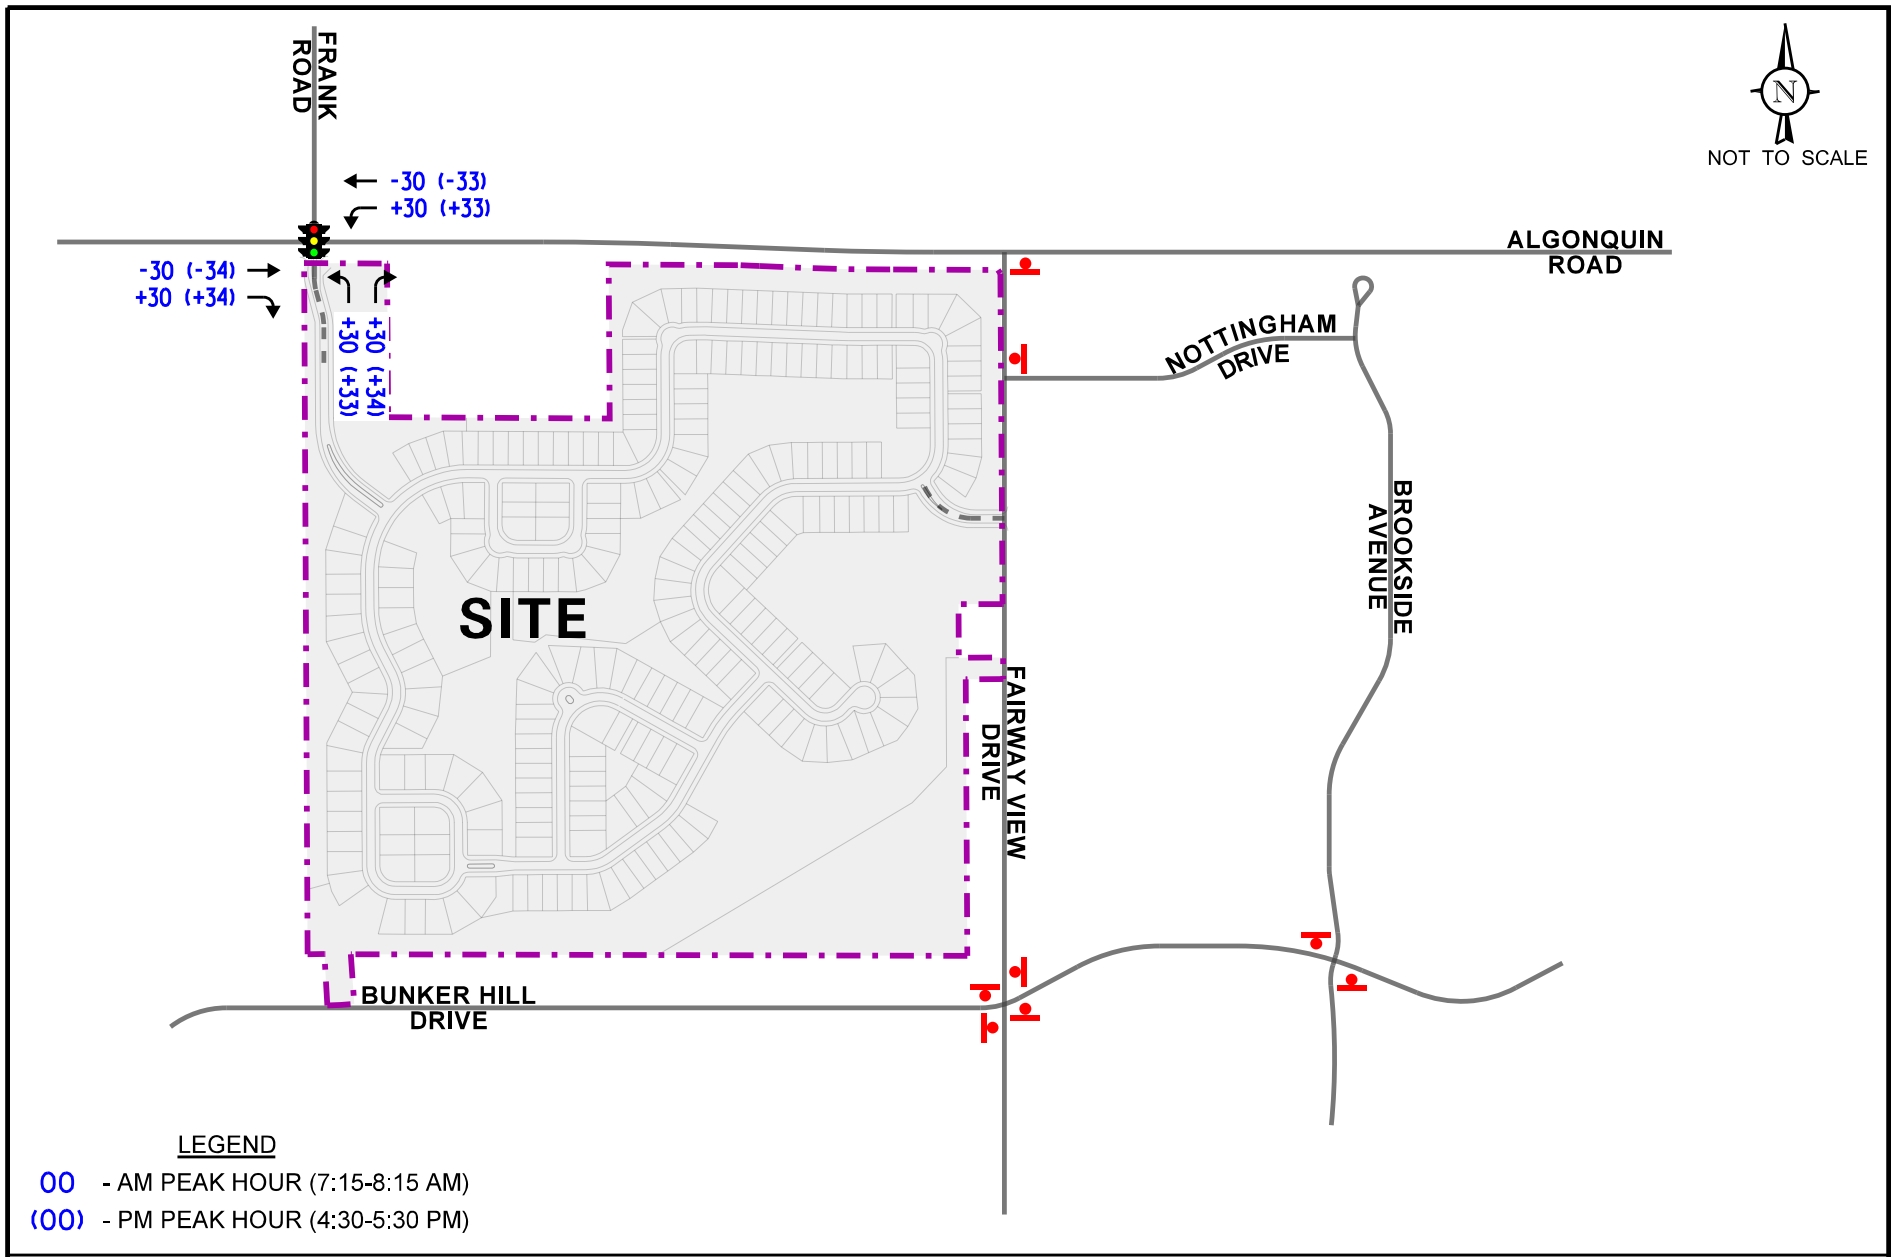 FRANK
ROAD
N
NOT TO SCALE
-30 (-33)
+30 (+33)
ALGONQUIN
ROAD
-30 (-34)
+30 (+34)
+30 (+33)
+30 (+34)
NOTTINGHAM
DRIVE
BROOKSIDE
AVENUE
SITE
FAIRWAY VIEW
DRIVE
BUNKER HILL
DRIVE
LEGEND
00 - AM PEAK HOUR (7:15-8:15 AM)
(00) - PM PEAK HOUR (4:30-5:30 PM)